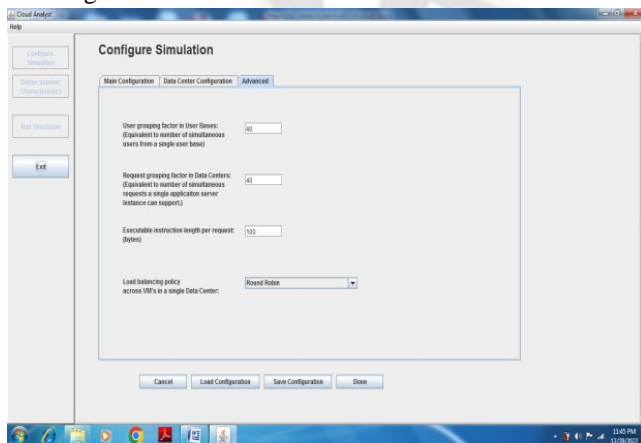 Cloud Analyst
Help
Configure
Simulation
Define Internet
Characteristics
Run Simulation
Exit
Configure Simulation
Main Configuration
Data Center Configuration
Advanced
User grouping factor in User Bases:
(Equivalent to number of simultaneous
users from a single user base)
40
Request grouping factor in Data Centers:
(Equivalent to number of simultaneous
requests a single applicaiton server
instance can support.)
40
Executable instruction length per request:
(bytes)
100
Load balancing policy
across VM's in a single Data Center:
Round Robin
Cancel
Load Configuration
Save Configuration
Done
11:45 PM
12/28/2022